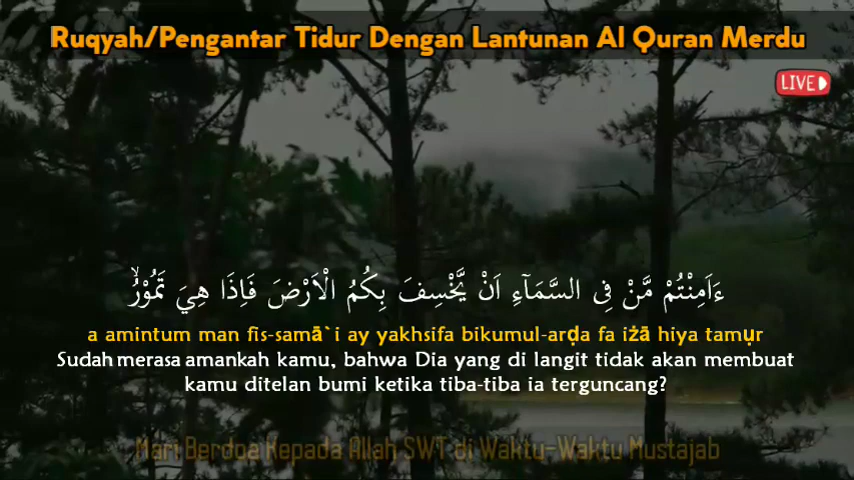 Ruqyah/Pengantar Tidur Dengan Lantunan Al Quran Merdu
LIVE
ءَاَمِنْتُمْ مَّنْ فِى السَّمَاۤءِ اَنْ يَّخْسِفَ بِكُمُ الْاَرْضَ فَاِذَا هِيَ تَمُوْرُۙ
a amintum man fis-samā`i ay yakhsifa bikumul-arḍa fa iżā hiya tamụr
Sudah merasa amankah kamu, bahwa Dia yang di langit tidak akan membuat
kamu ditelan bumi ketika tiba-tiba ia terguncang?
Mari Berdoa Kepada Allah SWT di Waktu-Waktu Mustajab